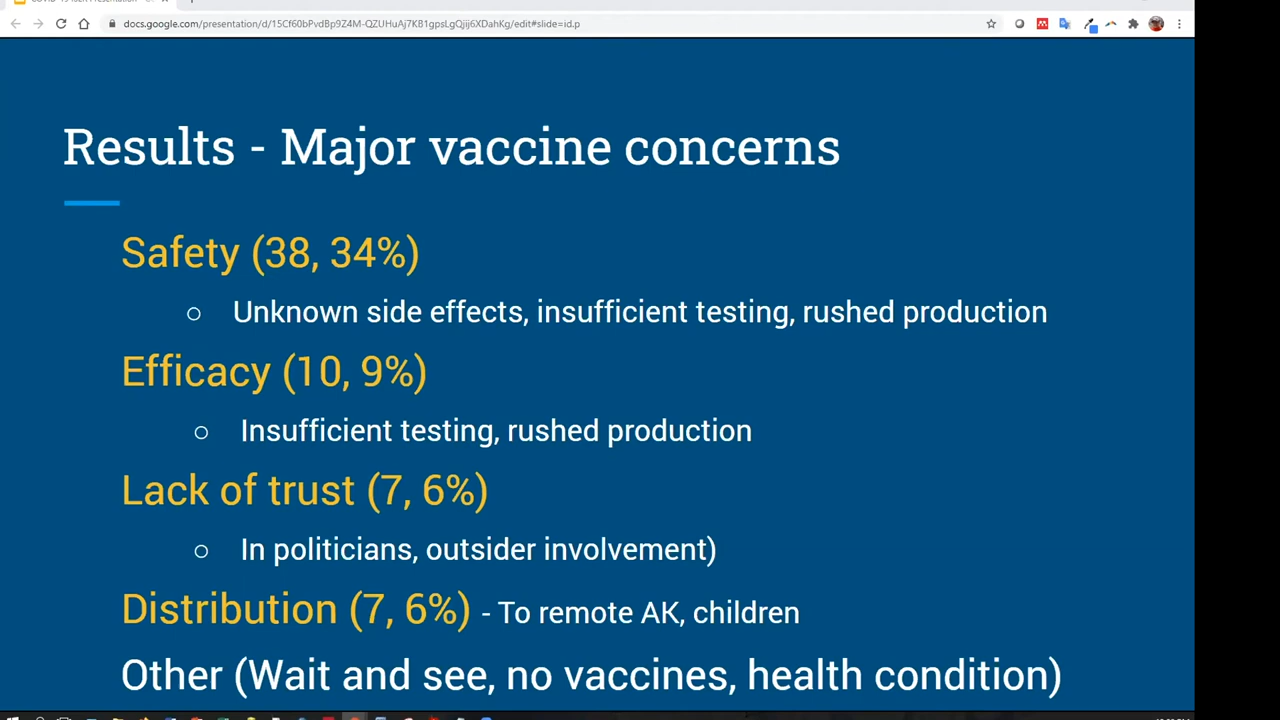 docs.google.com/presentation/d/15Cf60bPvdBp9Z4M-QZUHuAj7KB1gpsLgQjij6XDahKg/edit#slide=id.p
Results - Major vaccine concerns
Safety (38, 34%)
○ Unknown side effects, insufficient testing, rushed production
Efficacy (10, 9%)
○ Insufficient testing, rushed production
Lack of trust (7, 6%)
○ In politicians, outsider involvement)
Distribution (7, 6%) - To remote AK, children
Other (Wait and see, no vaccines, health condition)